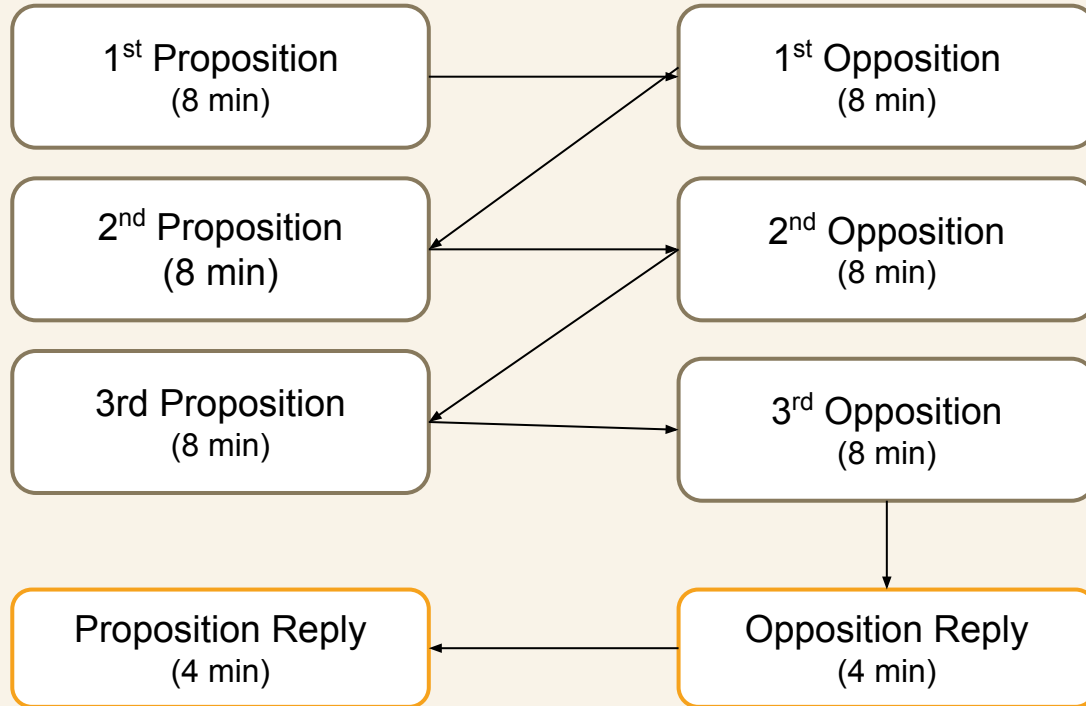 1st Proposition
(8 min)
1st Opposition
(8 min)
2nd Proposition
(8 min)
2nd Opposition
(8 min)
3rd Proposition
(8 min)
3rd Opposition
(8 min)
Proposition Reply
(4 min)
Opposition Reply
(4 min)